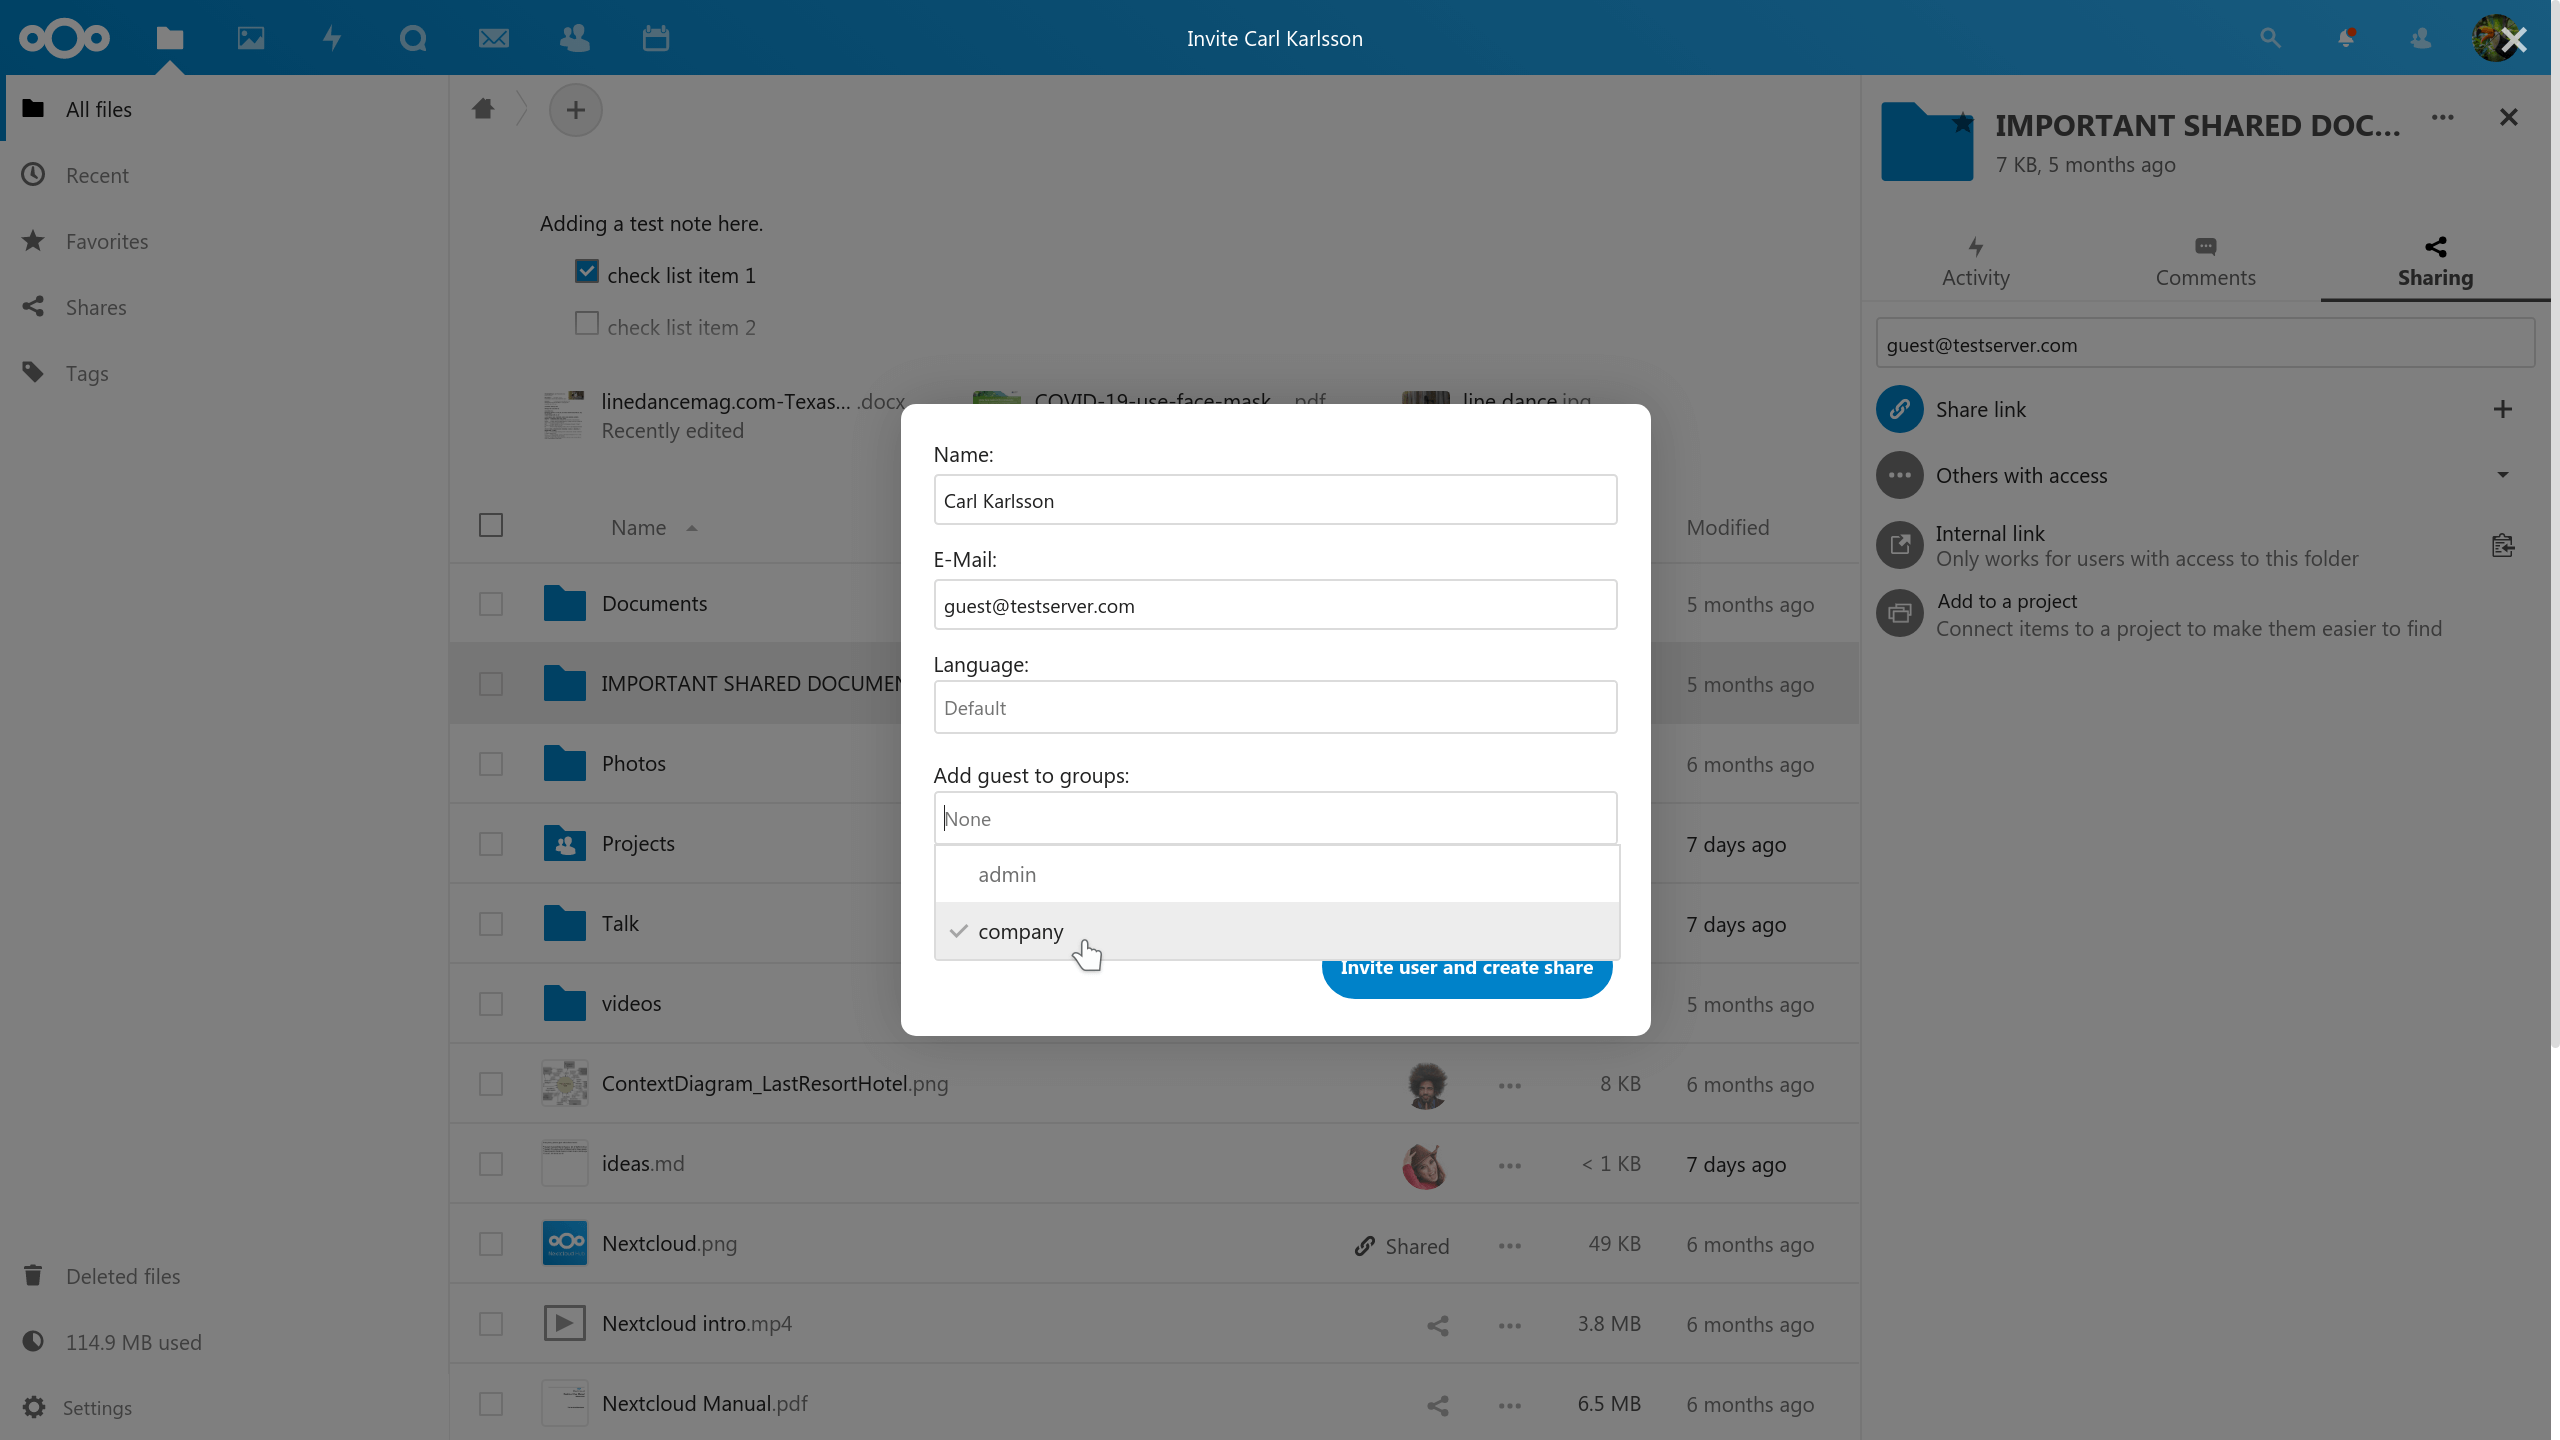 Invite Carl Karlsson
All files
Recent
Favorites
Shares
Tags
Deleted files
114.9 MB used
Settings
Adding a test note here.
check list item 1
check list item 2
linedancemag.com-Texas... .docx
Recently edited
COVID-19-use-face-mask... .pdf
line dance.jpg
Name
Modified
Documents
5 months ago
IMPORTANT SHARED DOCUMEN
5 months ago
Photos
6 months ago
Projects
7 days ago
Talk
7 days ago
videos
5 months ago
ContextDiagram_LastResortHotel.png
8 KB
6 months ago
ideas.md
< 1 KB
7 days ago
Nextcloud.png
Shared
49 KB
6 months ago
Nextcloud intro.mp4
3.8 MB
6 months ago
Nextcloud Manual.pdf
6.5 MB
6 months ago
Name:
Carl Karlsson
E-Mail:
guest@testserver.com
Language:
Default
Add guest to groups:
None
admin
company
Invite user and create share
IMPORTANT SHARED DOC...
7 KB, 5 months ago
Activity
Comments
Sharing
guest@testserver.com
Share link
Others with access
Internal link
Only works for users with access to this folder
Add to a project
Connect items to a project to make them easier to find